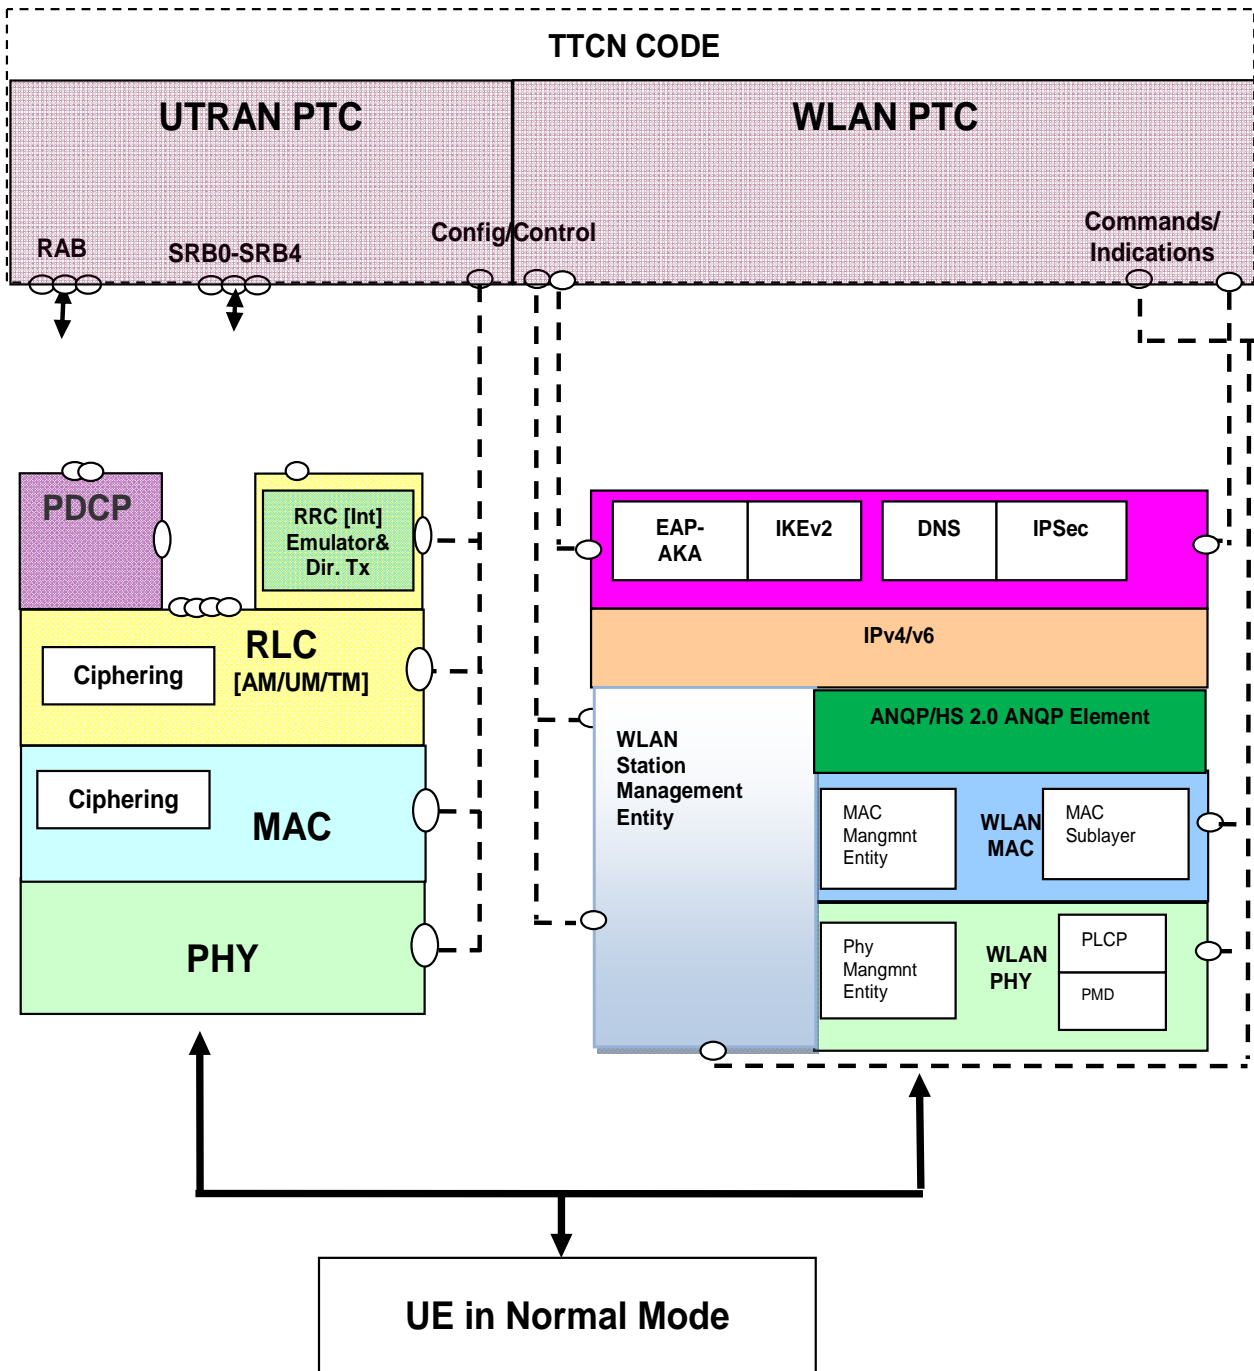 TTCN CODE
UTRAN PTC
WLAN PTC
RAB
SRB0-SRB4
Config/Control
Commands/
Indications
PDCP
RRC [Int]
Emulator&
Dir. Tx
RLC
[AM/UM/TM]
Ciphering
Ciphering
MAC
PHY
EAP-
AKA
IKEv2
DNS
IPSec
IPv4/v6
WLAN
Station
Management
Entity
ANQP/HS 2.0 ANQP Element
MAC
Mangmnt
Entity
WLAN
MAC
MAC
Sublayer
Phy
Mangmnt
Entity
WLAN
PHY
PLCP
PMD
UE in Normal Mode